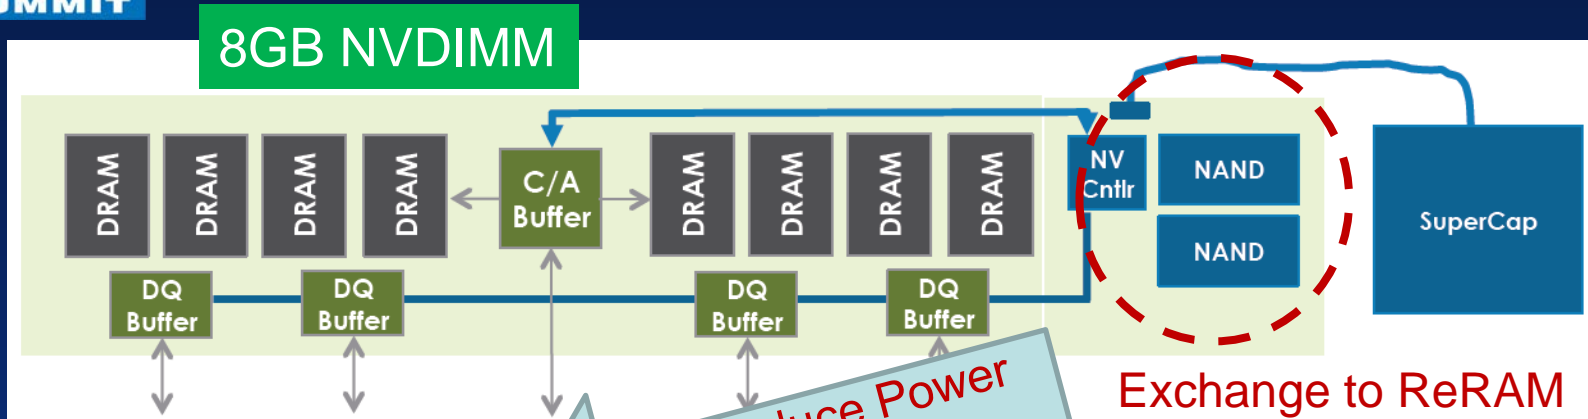 8GB NVDIMM
DRAM
DRAM
DRAM
DRAM
C/A
Buffer
DRAM
DRAM
DRAM
DRAM
NV
Cntlr
NAND
NAND
SuperCap
DQ
Buffer
DQ
Buffer
DQ
Buffer
DQ
Buffer
Power
Exchange to ReRAM